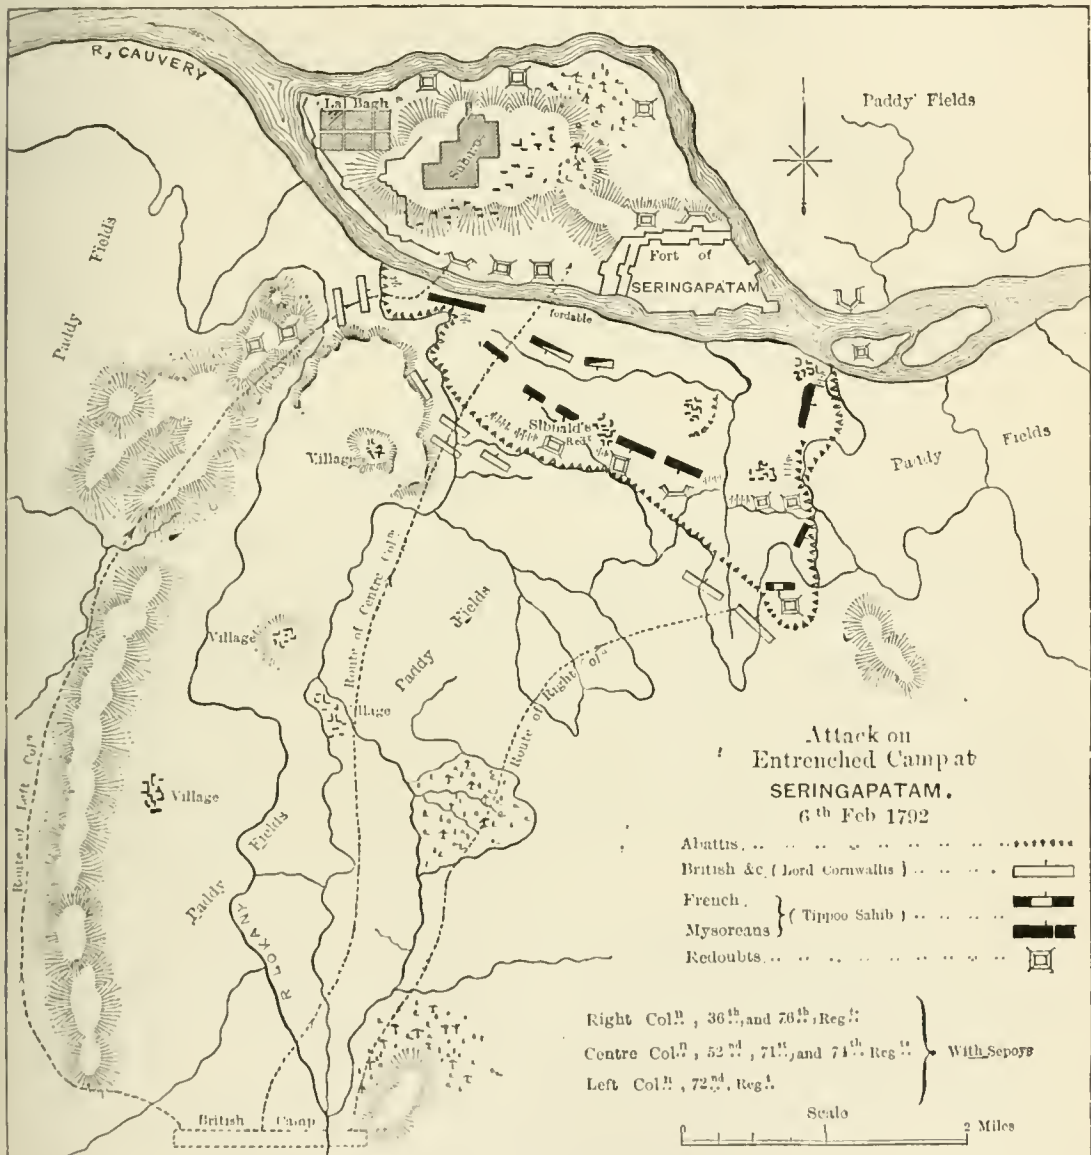 R. CAUVERY
Lal Bagh
Suburb
Paddy Fields
Fort of
SERINGAPATAM
fordable
Paddy Fields
Sibbald's
Redt
Village
Paddy
Fields
Village
Route of Centre Coln
Paddy
Fields
Route of Right Col
Village
Village
Route of Left Coln
Paddy
Fields
R LOKANY
British Camp
Attack on
Entrenched Camp at
SERINGAPATAM.
6th Feb 1792
Abattis
British &c. (Lord Cornwallis)
French.
(Tippoo Sahib)
Mysoreans
Redoubts
Right Coln, 36th, and 76th, Regts
Centre Coln, 52nd, 71st, and 74th Regts
Left Coln, 72nd, Regt
With Sepoys
Scale
0 2 Miles